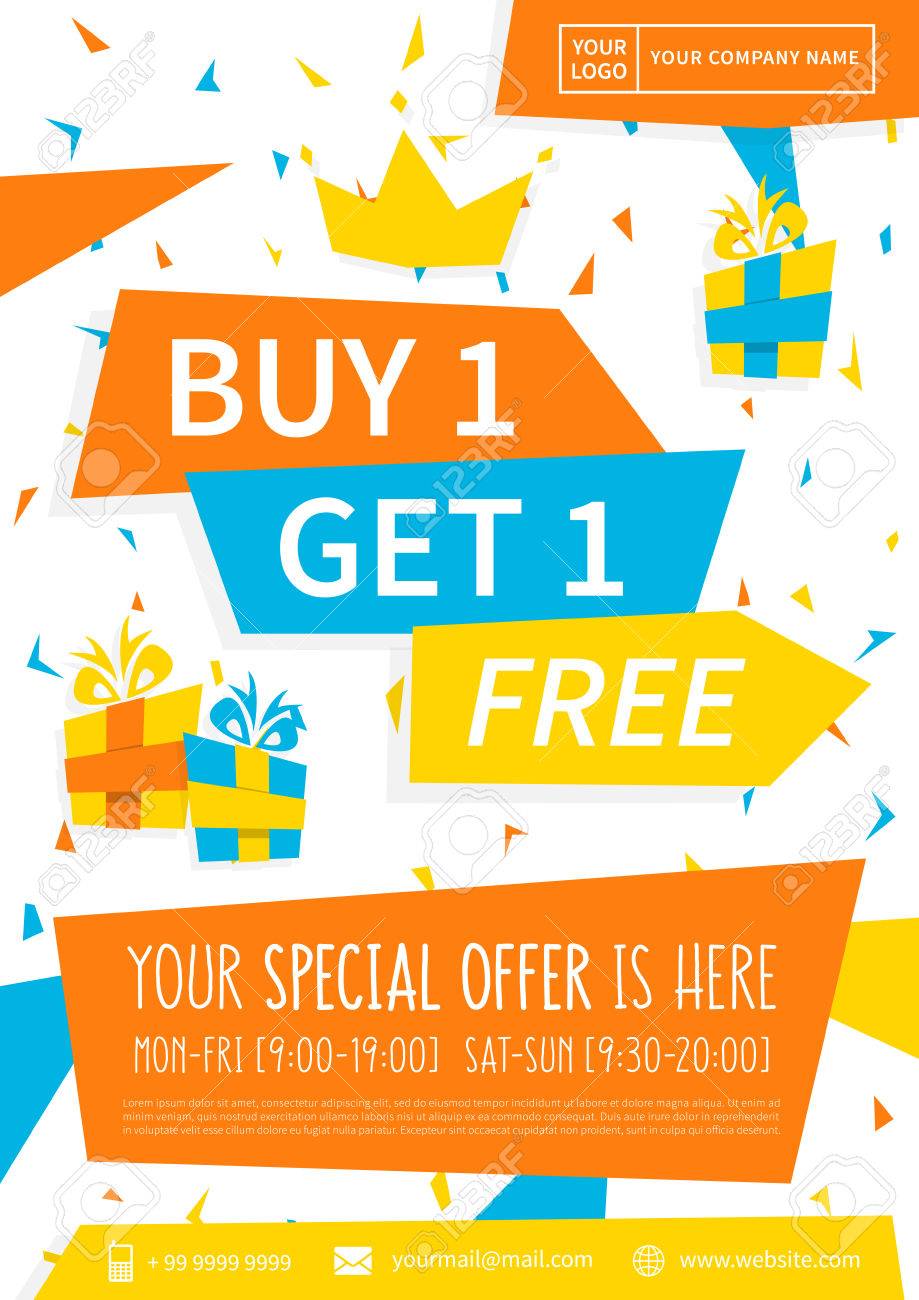 YOUR LOGO
YOUR COMPANY NAME
BUY 1
GET 1
FREE
YOUR SPECIAL OFFER IS HERE
MON-FRI [9:00-19:00] SAT-SUN [9:30-20:00]
Lorem ipsum dolor sit amet, consectetur adipiscing elit, sed do eiusmod tempor incididunt ut labore et dolore magna aliqua. Ut enim ad
minim veniam, quis nostrud exercitation ullamco laboris nisi ut aliquip ex ea commodo consequat. Duis aute irure dolor in reprehenderit
in voluptate velit esse cillum dolore eu fugiat nulla pariatur. Excepteur sint occaecat cupidatat non proident, sunt in culpa qui officia deserunt.
+ 99 9999 9999 yourmail@mail.com www.website.com
123RF